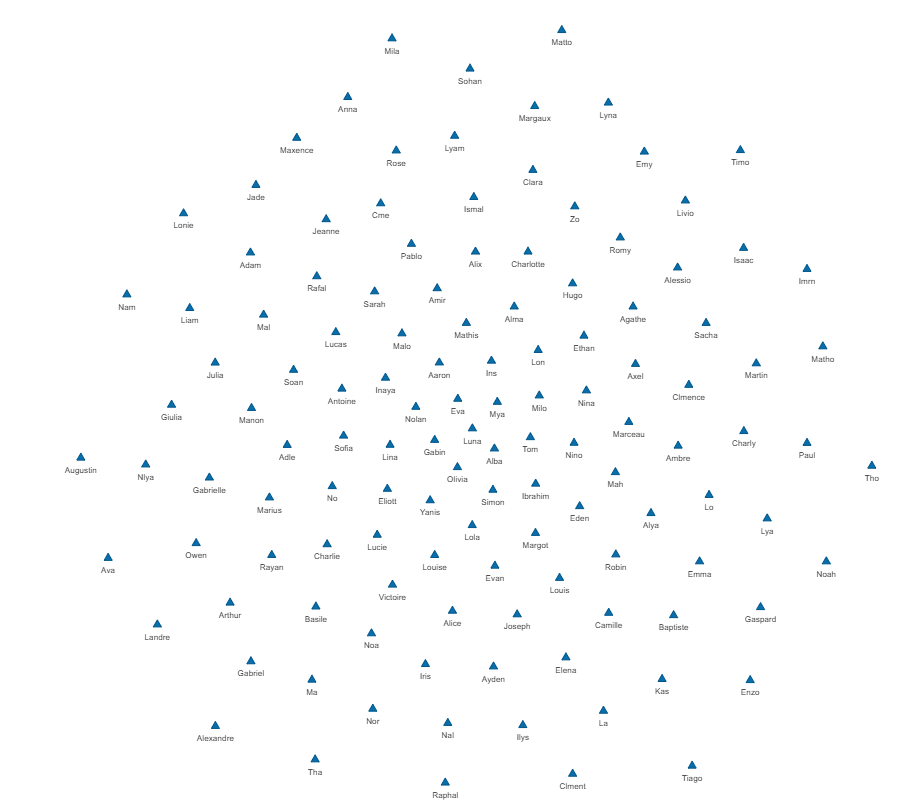 Matto
Mila
Sohan
Anna
Lyna
Margaux
Lyam
Maxence
Rose
Emy
Timo
Clara
Jade
Ismal
Livio
Cme
Zo
Lonie
Jeanne
Romy
Pablo
Isaac
Adam
Alix
Charlotte
Alessio
Imrn
Rafal
Hugo
Amir
Sarah
Nam
Agathe
Alma
Liam
Mal
Mathis
Sacha
Lucas
Malo
Ethan
Matho
Lon
Ins
Julia
Aaron
Martin
Axel
Soan
Inaya
Clmence
Antoine
Nina
Milo
Eva
Mya
Giulia
Nolan
Manon
Marceau
Luna
Charly
Sofia
Tom
Gabin
Nino
Paul
Adle
Lina
Ambre
Alba
Augustin
Nlya
Tho
Olivia
Mah
Gabrielle
Ibrahim
No
Eliott
Simon
Lo
Marius
Yanis
Eden
Alya
Lya
Lola
Margot
Lucie
Owen
Charlie
Rayan
Louise
Robin
Ava
Emma
Noah
Evan
Louis
Victoire
Arthur
Gaspard
Basile
Alice
Camille
Joseph
Baptiste
Landre
Noa
Elena
Gabriel
Iris
Ayden
Kas
Ma
Enzo
Nor
La
Nal
Ilys
Alexandre
Tha
Tiago
Clment
Raphal